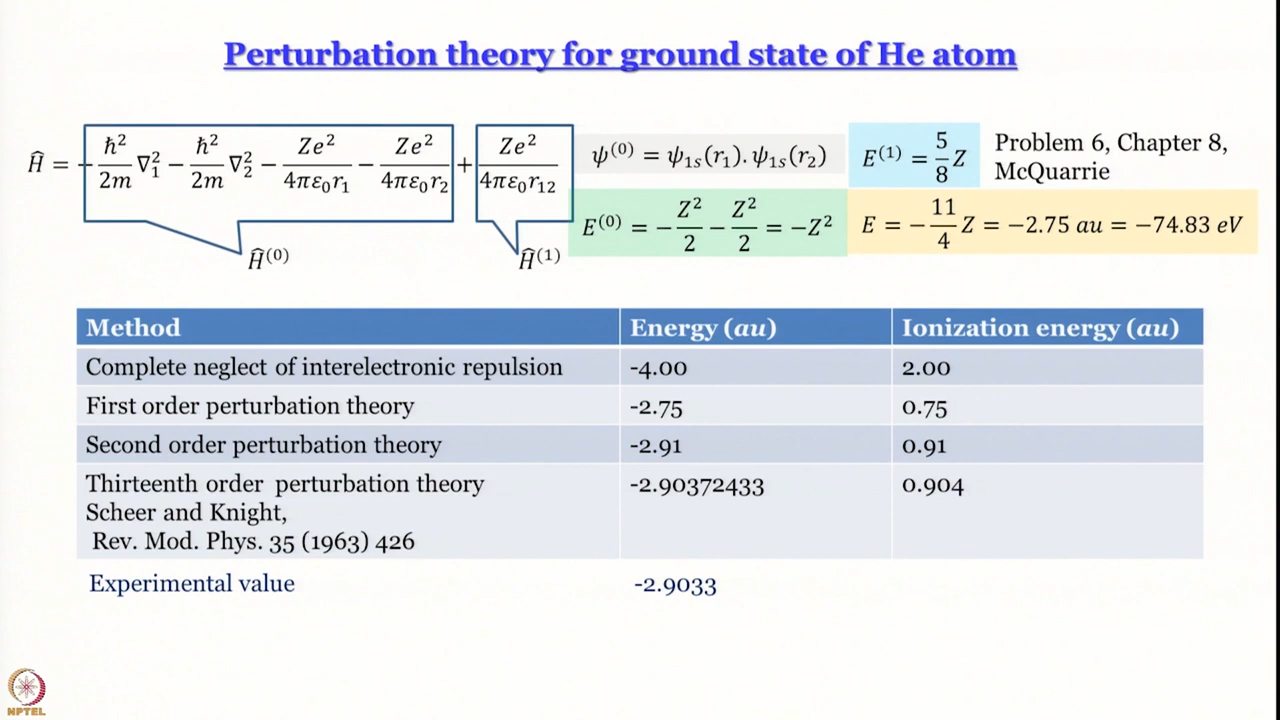 Perturbation theory for ground state of He atom
Ĥ = −ħ²/2m ∇₁² − ħ²/2m ∇₂² − Ze²/4πε₀r₁ − Ze²/4πε₀r₂ + Ze²/4πε₀r₁₂
Ĥ⁽⁰⁾
Ĥ⁽¹⁾
ψ⁽⁰⁾ = ψ₁ₛ(r₁). ψ₁ₛ(r₂)
E⁽¹⁾ = 5/8 Z
Problem 6, Chapter 8,
McQuarrie
E⁽⁰⁾ = −Z²/2 − Z²/2 = −Z²
E = −11/4 Z = −2.75 au = −74.83 eV
Method Energy (au) Ionization energy (au)
Complete neglect of interelectronic repulsion -4.00 2.00
First order perturbation theory -2.75 0.75
Second order perturbation theory -2.91 0.91
Thirteenth order perturbation theory -2.90372433 0.904
Scheer and Knight,
Rev. Mod. Phys. 35 (1963) 426
Experimental value -2.9033
NPTEL